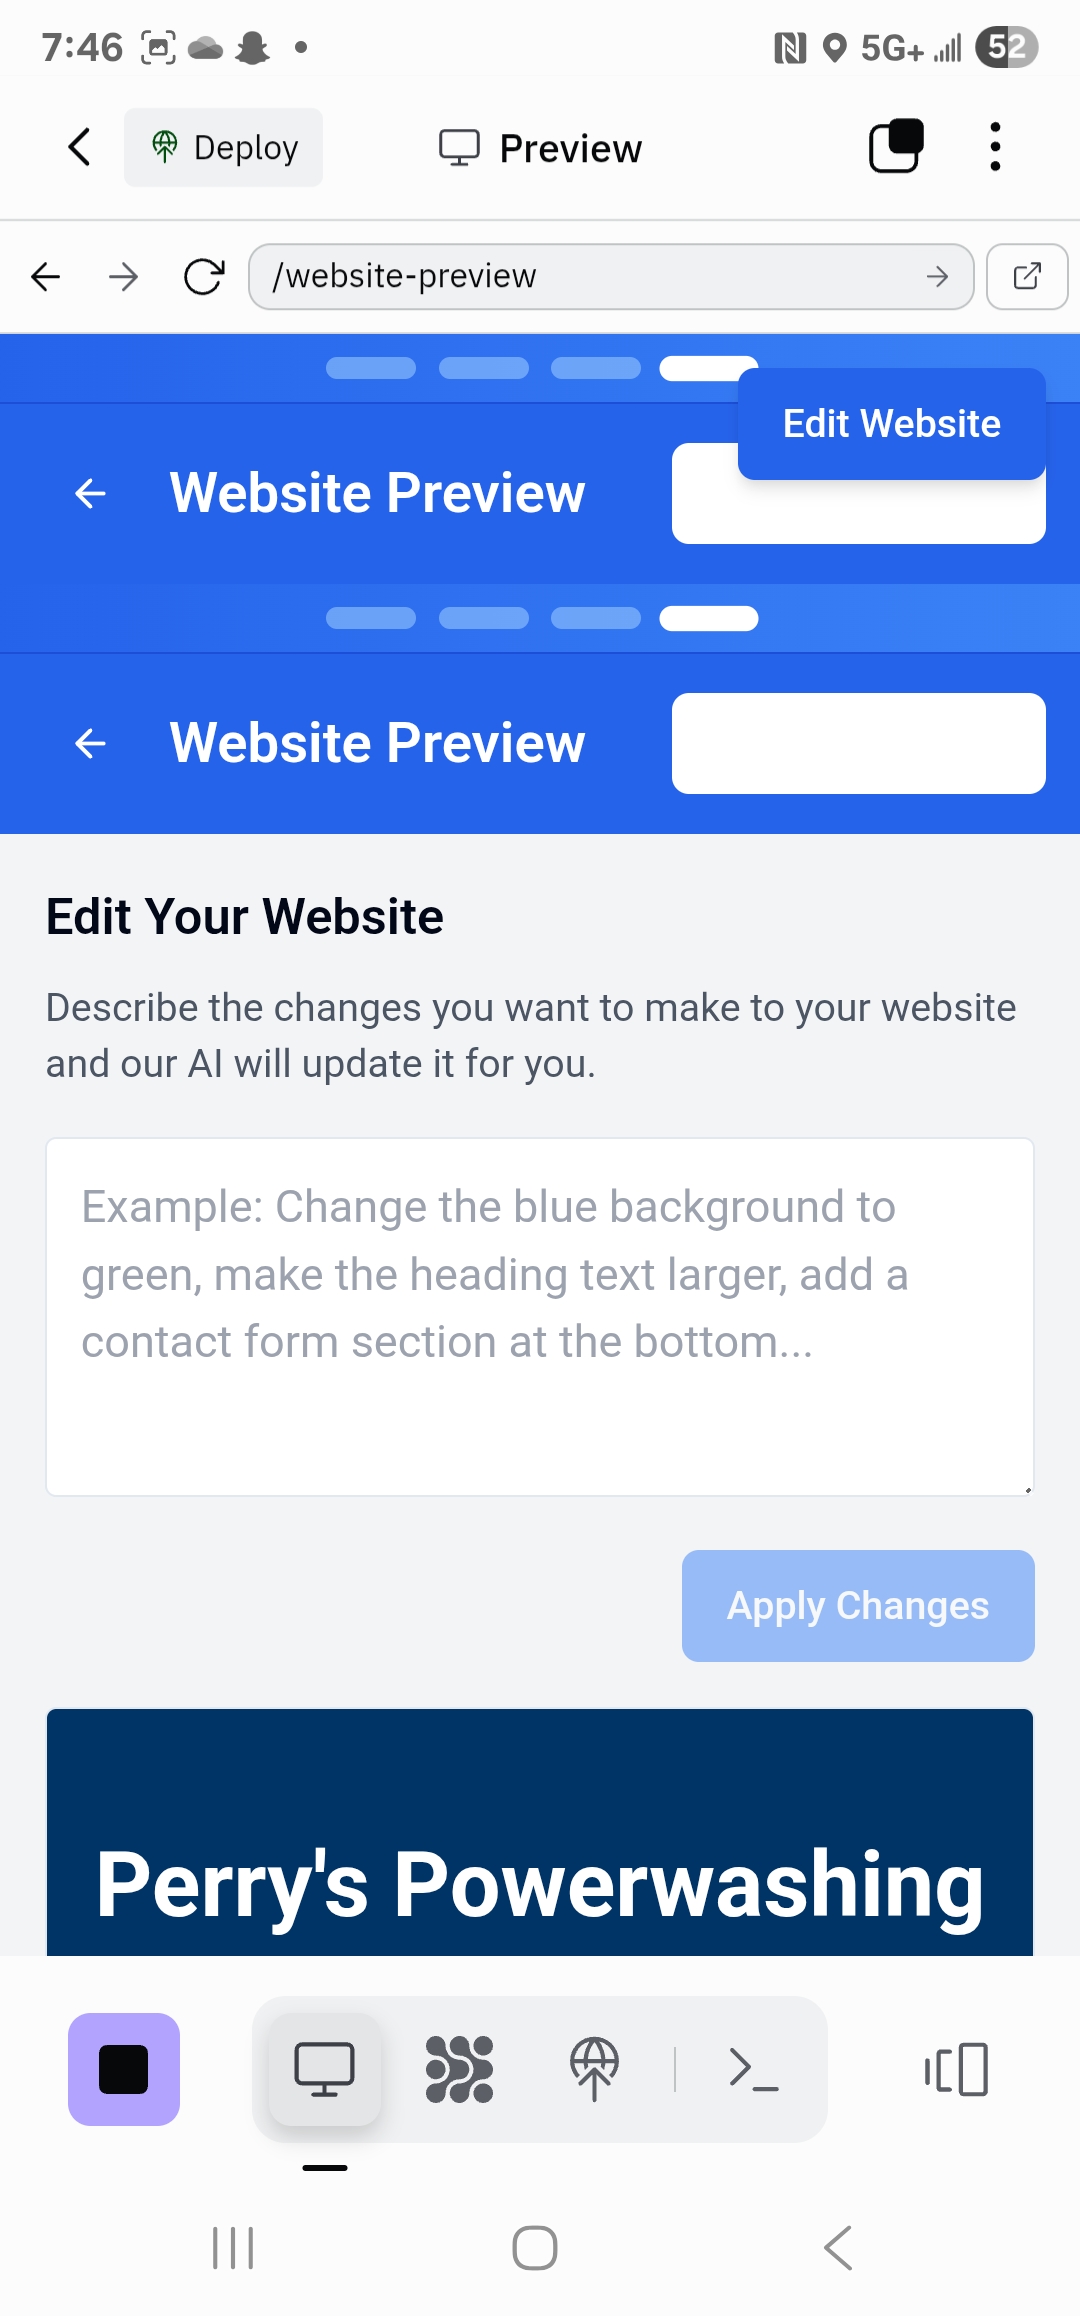 7:46
5G+
52
Deploy
Preview
/website-preview
Edit Website
Website Preview
Website Preview
Edit Your Website
Describe the changes you want to make to your website
and our AI will update it for you.
Example: Change the blue background to
green, make the heading text larger, add a
contact form section at the bottom...
Apply Changes
Perry's Powerwashing